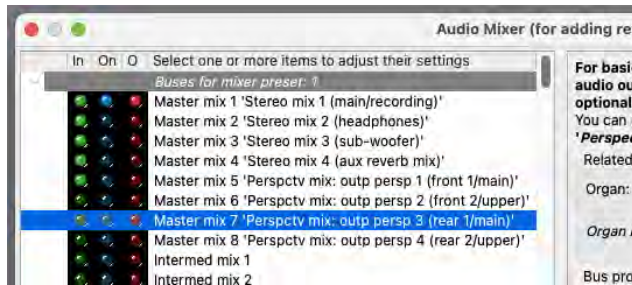 Audio Mixer (for adding re
In On O Select one or more items to adjust their settings
Buses for mixer preset: 1
Master mix 1 'Stereo mix 1 (main/recording)'
Master mix 2 'Stereo mix 2 (headphones)'
Master mix 3 'Stereo mix 3 (sub-woofer)'
Master mix 4 'Stereo mix 4 (aux reverb mix)'
Master mix 5 'Perspctv mix: outp persp 1 (front 1/main)'
Master mix 6 'Perspctv mix: outp persp 2 (front 2/upper)'
Master mix 7 'Perspctv mix: outp persp 3 (rear 1/main)'
Master mix 8 'Perspctv mix: outp persp 4 (rear 2/upper)'
Intermed mix 1
Intermed mix 2
For basi
audio ou
optional
You can
'Perspec
Related
Organ:
Organ
Bus pro